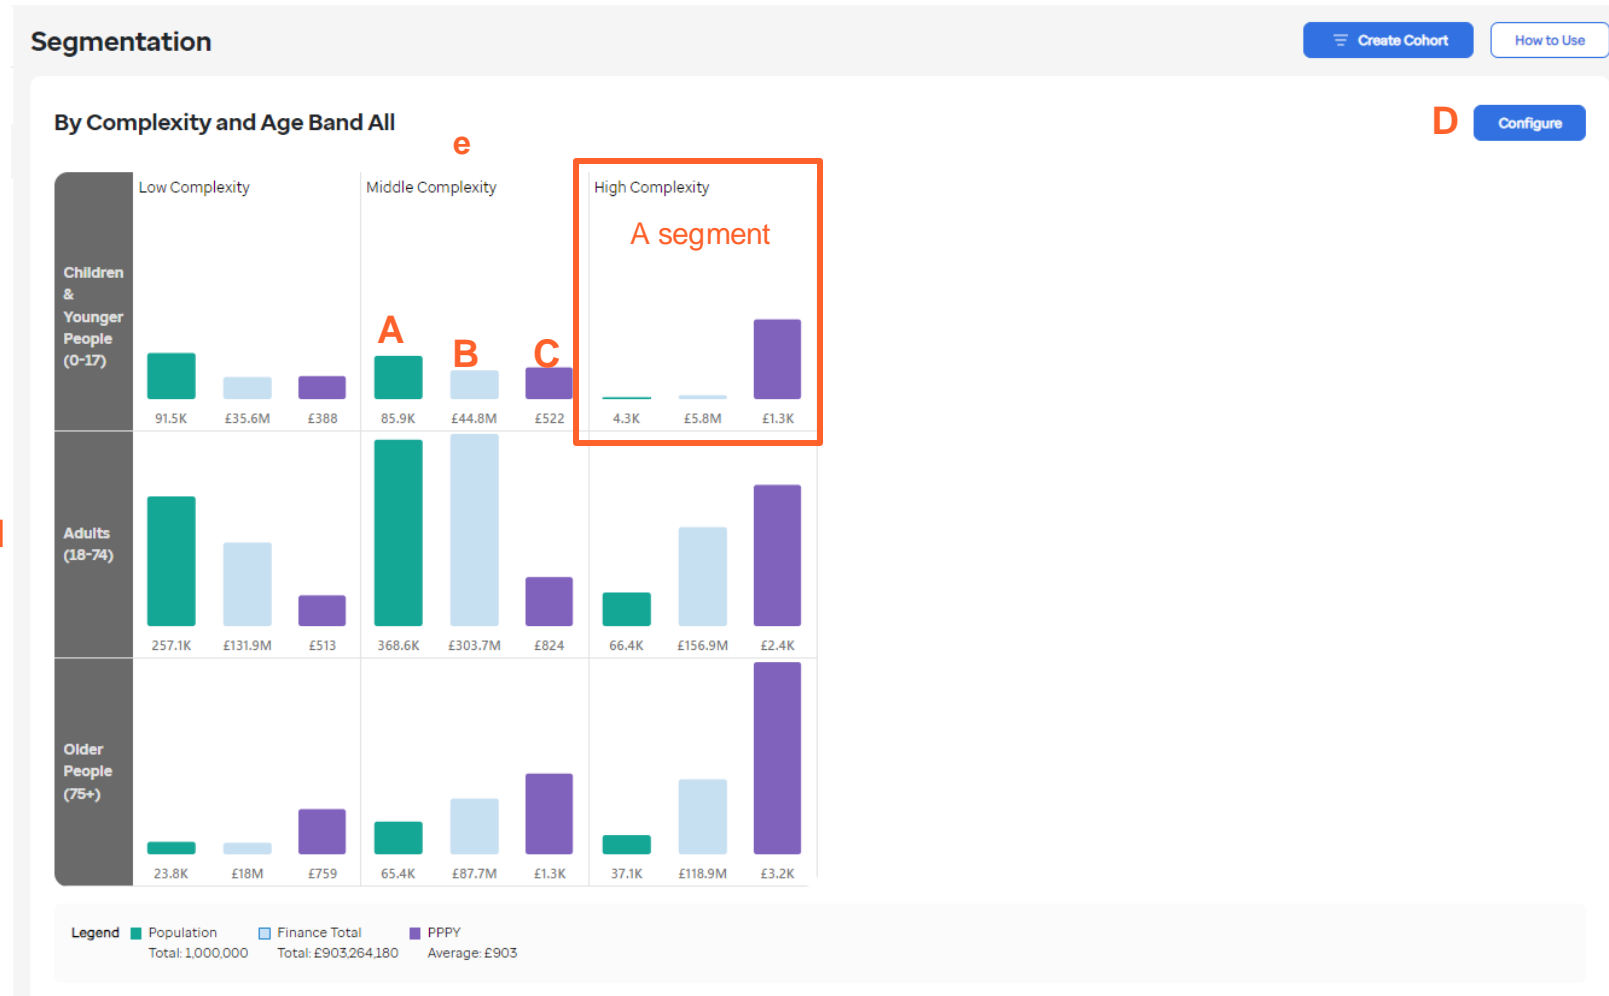 Segmentation
Create Cohort
How to Use
By Complexity and Age Band All
D
Configure
e
Low Complexity
Middle Complexity
High Complexity
A segment
Children
&
Younger
People
(0-17)
A
B
C
91.5K
£35.6M
£388
85.9K
£44.8M
£522
4.3K
£5.8M
£1.3K
Adults
(18-74)
257.1K
£131.9M
£513
368.6K
£303.7M
£824
66.4K
£156.9M
£2.4K
Older
People
(75+)
23.8K
£18M
£759
65.4K
£87.7M
£1.3K
37.1K
£118.9M
£3.2K
Legend
Population
Finance Total
PPPY
Total: 1,000,000
Total: £903,264,180
Average: £903